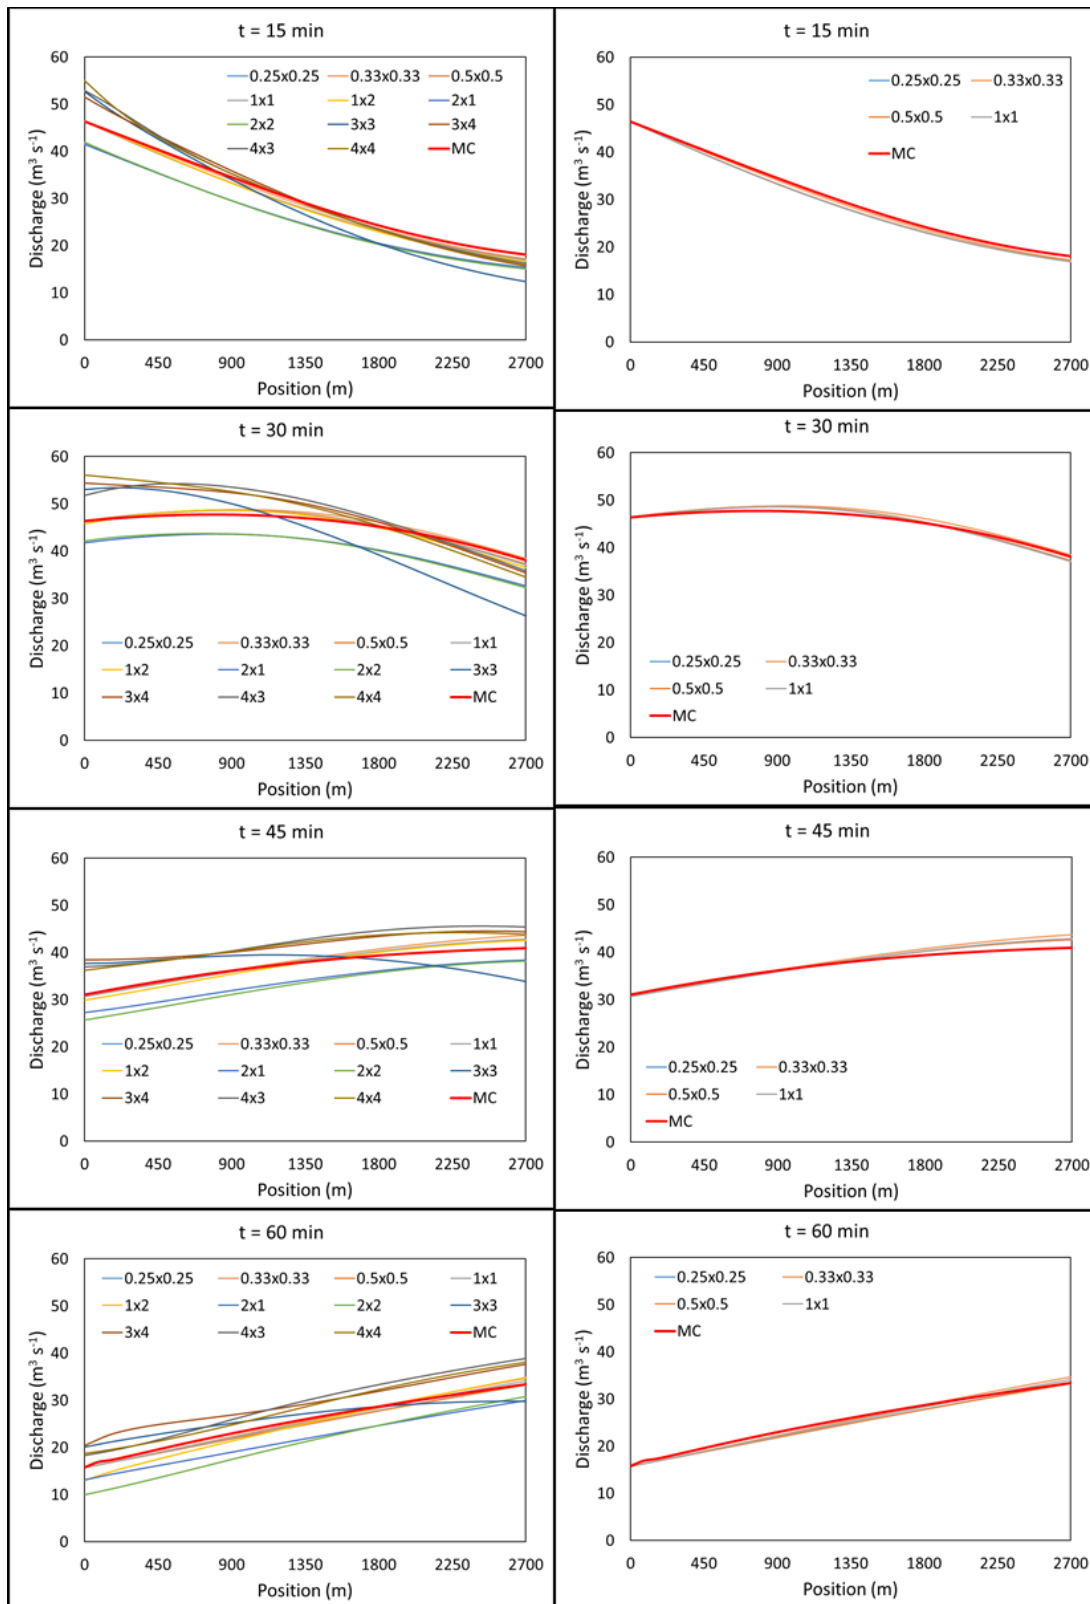 t = 15 min
Discharge (m³ s⁻¹)
60
50
40
30
20
10
0
0.25x0.25 0.33x0.33 0.5x0.5
1x1 1x2 2x1
2x2 3x3 3x4
4x3 4x4 MC
0 450 900 1350 1800 2250 2700
Position (m)
t = 15 min
Discharge (m³ s⁻¹)
60
50
40
30
20
10
0
0.25x0.25 0.33x0.33
0.5x0.5 1x1
MC
0 450 900 1350 1800 2250 2700
Position (m)
t = 30 min
Discharge (m³ s⁻¹)
60
50
40
30
20
10
0
0.25x0.25 0.33x0.33 0.5x0.5 1x1
1x2 2x1 2x2 3x3
3x4 4x3 4x4 MC
0 450 900 1350 1800 2250 2700
Position (m)
t = 30 min
Discharge (m³ s⁻¹)
60
50
40
30
20
10
0
0.25x0.25 0.33x0.33
0.5x0.5 1x1
MC
0 450 900 1350 1800 2250 2700
Position (m)
t = 45 min
Discharge (m³ s⁻¹)
60
50
40
30
20
10
0
0.25x0.25 0.33x0.33 0.5x0.5 1x1
1x2 2x1 2x2 3x3
3x4 4x3 4x4 MC
0 450 900 1350 1800 2250 2700
Position (m)
t = 45 min
Discharge (m³ s⁻¹)
60
50
40
30
20
10
0
0.25x0.25 0.33x0.33
0.5x0.5 1x1
MC
0 450 900 1350 1800 2250 2700
Position (m)
t = 60 min
Discharge (m³ s⁻¹)
60
50
40
30
20
10
0
0.25x0.25 0.33x0.33 0.5x0.5 1x1
1x2 2x1 2x2 3x3
3x4 4x3 4x4 MC
0 450 900 1350 1800 2250 2700
Position (m)
t = 60 min
Discharge (m³ s⁻¹)
60
50
40
30
20
10
0
0.25x0.25 0.33x0.33
0.5x0.5 1x1
MC
0 450 900 1350 1800 2250 2700
Position (m)